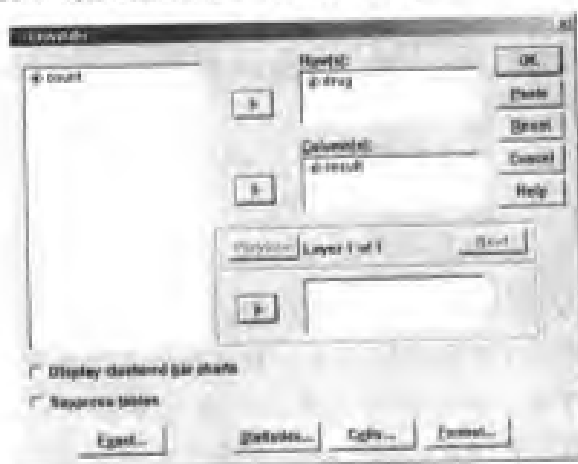 Crosstabs
count
Row(s):
drug
OK
Paste
Reset
Column(s):
result
Cancel
Help
Previous Layer 1 of 1 Next
Display clustered bar charts
Suppress tables
Exact... Statistics... Cells... Format...